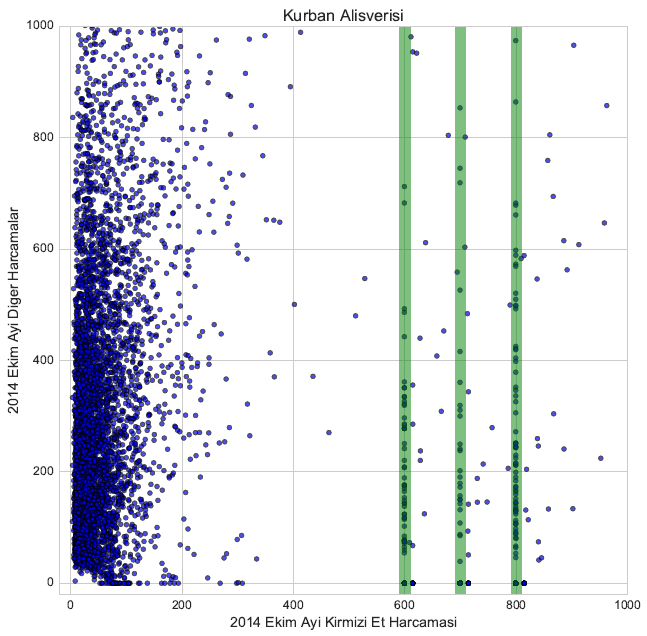 Kurban Alisverisi
1000
800
600
400
200
0
2014 Ekim Ayi Diger Harcamalar
0 200 400 600 800 1000
2014 Ekim Ayi Kirmizi Et Harcamasi